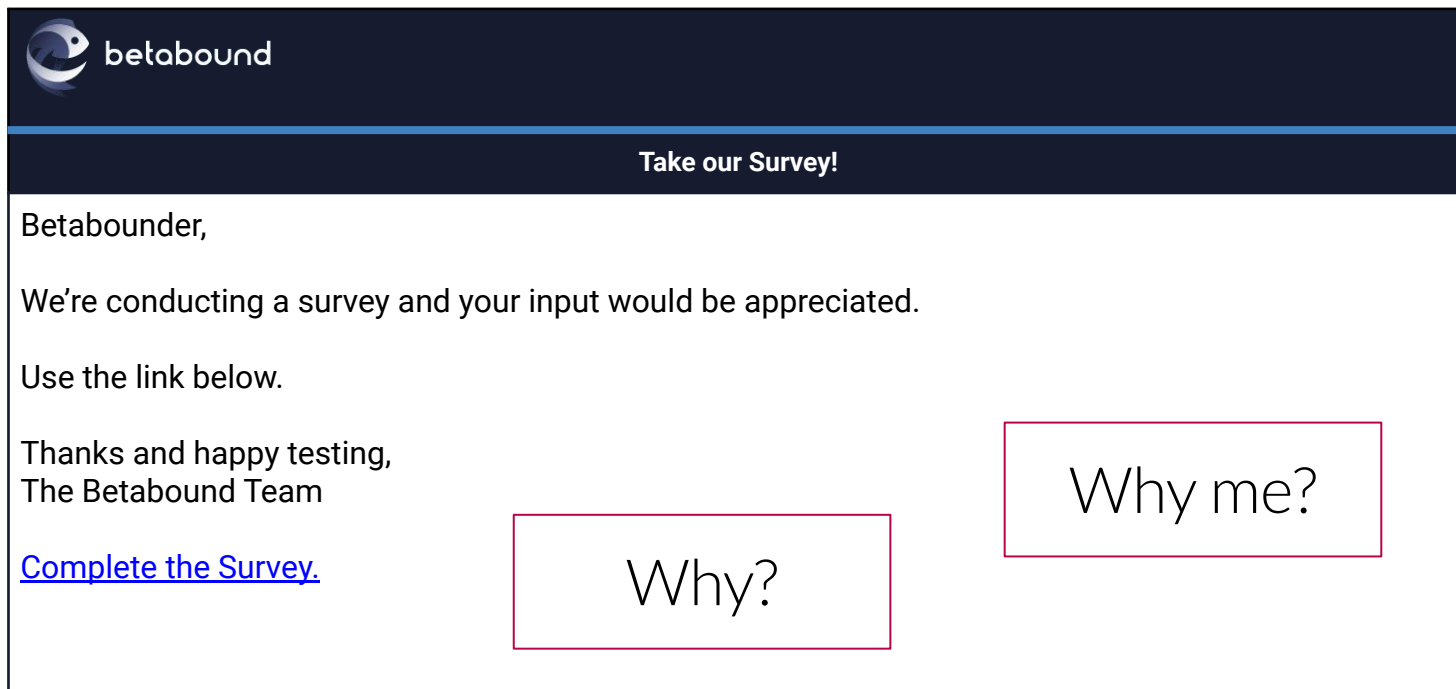 betabound
Take our Survey!
Betabounder,
We’re conducting a survey and your input would be appreciated.
Use the link below.
Thanks and happy testing,
The Betabound Team
Complete the Survey.
Why?
Why me?